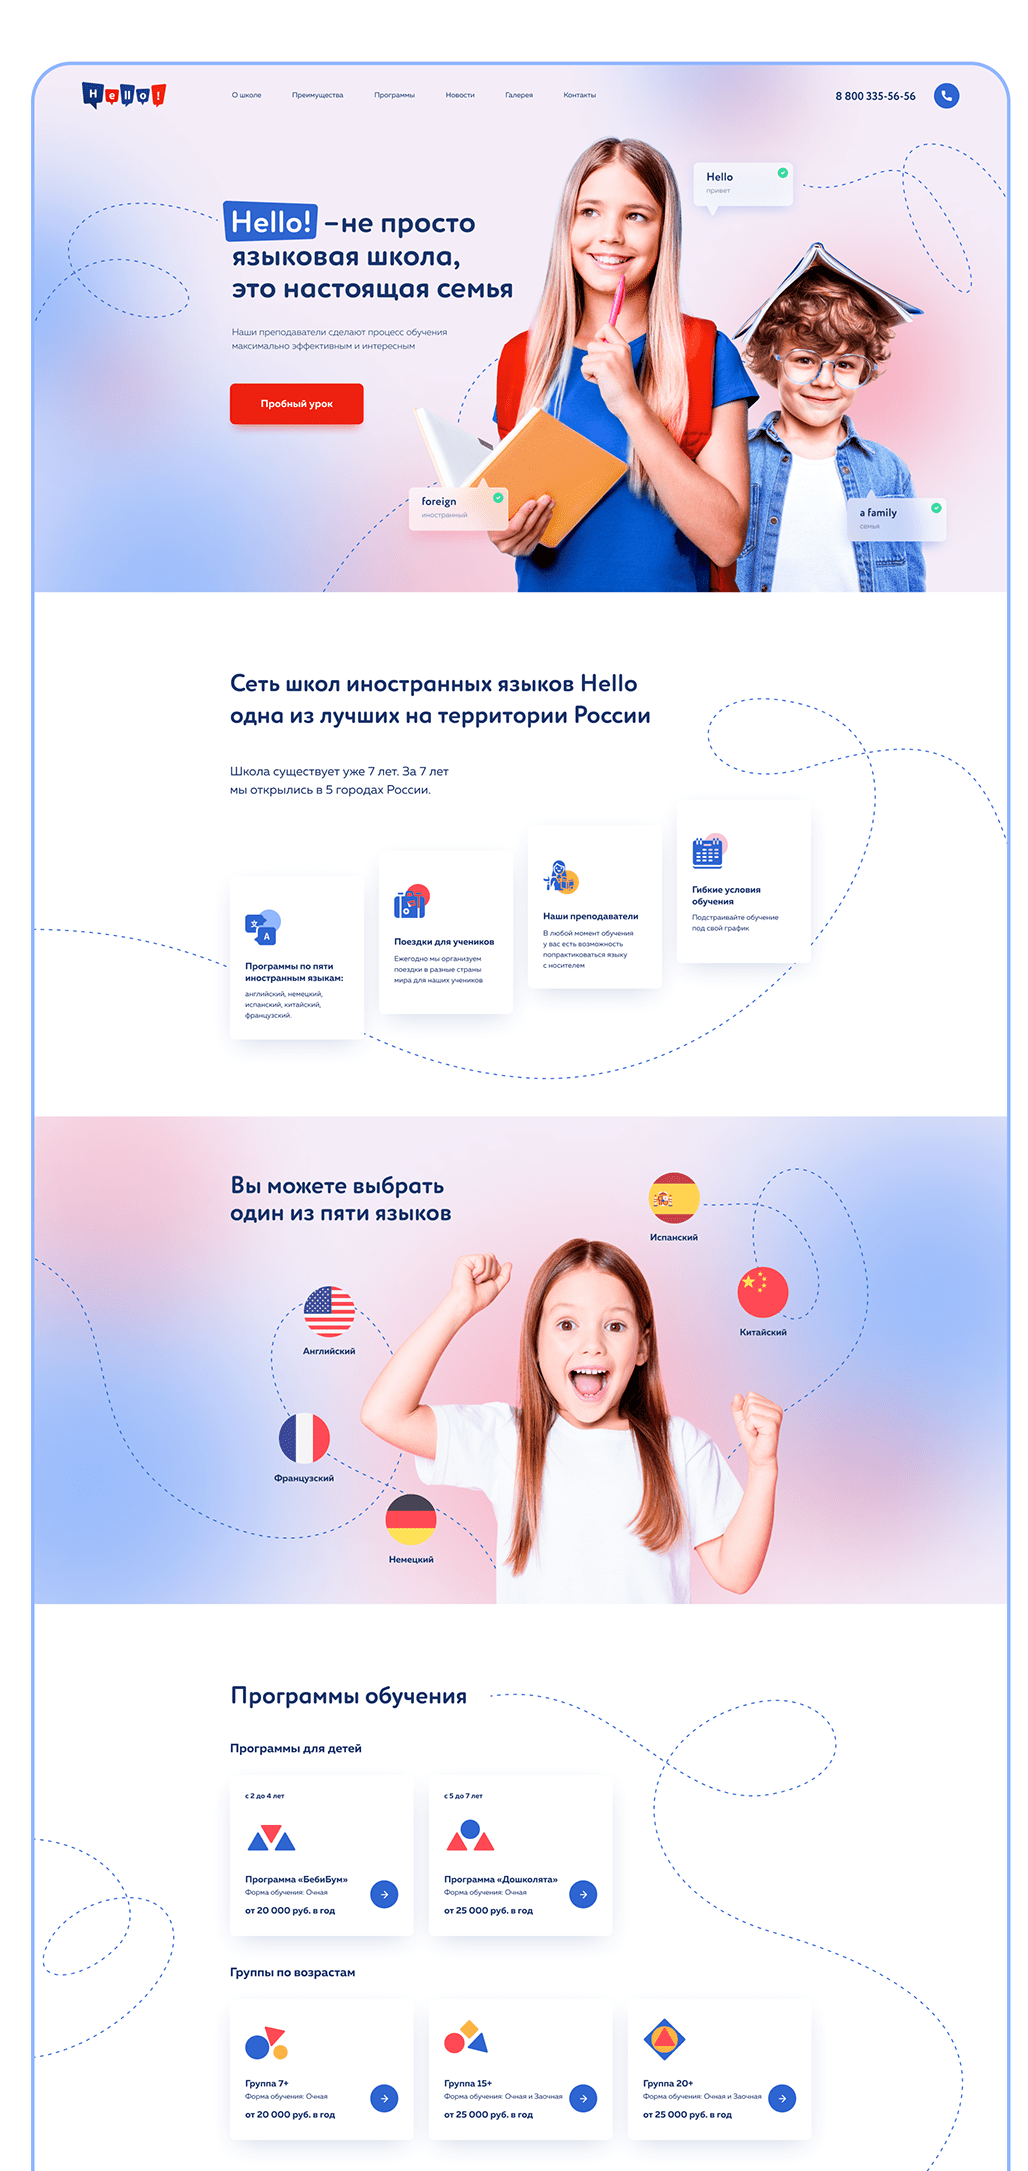 Hello!
О школе
Преимущества
Программы
Новости
Галерея
Контакты
8 800 335-56-56
Hello! –не просто
языковая школа,
это настоящая семья
Наши преподаватели сделают процесс обучения
максимально эффективным и интересным
Пробный урок
Hello
привет
foreign
иностранный
a family
семья
Сеть школ иностранных языков Hello
одна из лучших на территории России
Школа существует уже 7 лет. За 7 лет
мы открылись в 5 городах России.
A
Программы по пяти
иностранным языкам:
английский, немецкий,
испанский, китайский,
французский.
Поездки для учеников
Ежегодно мы организуем
поездки в разные страны
мира для наших учеников
Наши преподаватели
В любой момент обучения
у вас есть возможность
попрактиковаться языку
с носителем
Гибкие условия
обучения
Подстраивайте обучение
под свой график
Вы можете выбрать
один из пяти языков
Испанский
Китайский
Английский
Французский
Немецкий
Программы обучения
Программы для детей
с 2 до 4 лет
Программа «БебиБум»
Форма обучения: Очная
от 20 000 руб. в год
с 5 до 7 лет
Программа «Дошколята»
Форма обучения: Очная
от 25 000 руб. в год
Группы по возрастам
Группа 7+
Форма обучения: Очная
от 20 000 руб. в год
Группа 15+
Форма обучения: Очная и Заочная
от 25 000 руб. в год
Группа 20+
Форма обучения: Очная и Заочная
от 25 000 руб. в год